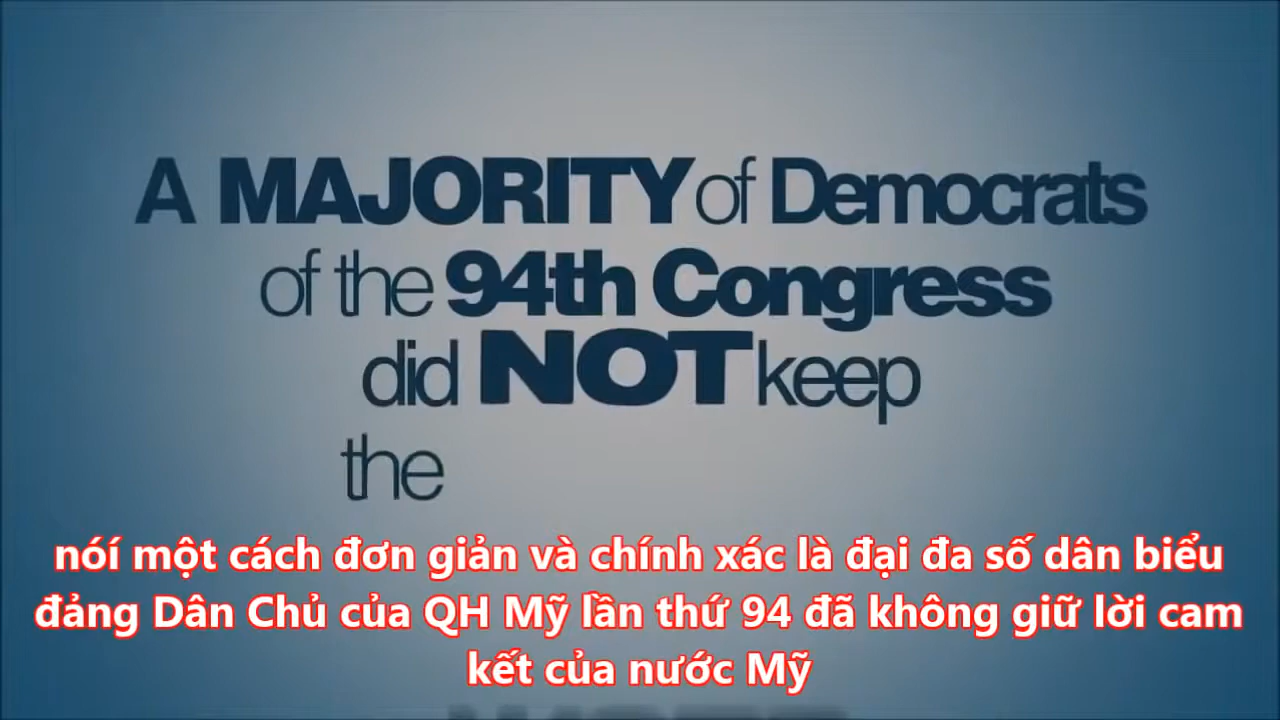 A MAJORITY of Democrats
of the 94th Congress
did NOT keep
the
nóí một cách đơn giản và chính xác là đại đa số dân biểu
đảng Dân Chủ của QH Mỹ lần thứ 94 đã không giữ lời cam
kết của nước Mỹ